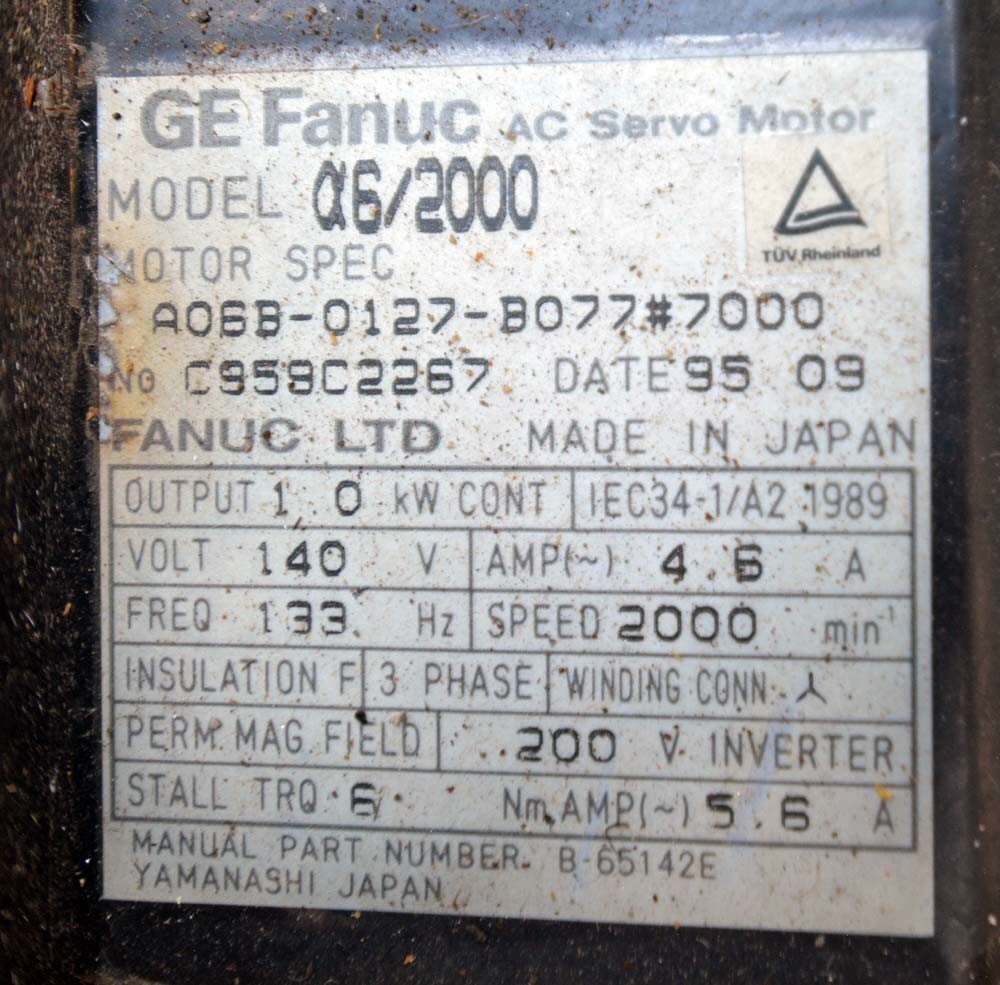 GE Fanuc AC Servo Motor
MODEL α6/2000
TÜV Rheinland
MOTOR SPEC
A06B-0127-B077#7000
NO C959C2267 DATE 95 09
FANUC LTD MADE IN JAPAN
OUTPUT 1.0 kW CONT IEC34-1/A2 1989
VOLT 140 V AMP(~) 4.6 A
FREQ 133 Hz SPEED 2000 min⁻¹
INSULATION F 3 PHASE WINDING CONN.
PERM. MAG. FIELD 200 V INVERTER
STALL TRQ 6 Nm AMP(~) 5.6 A
MANUAL PART NUMBER B-65142E
YAMANASHI JAPAN